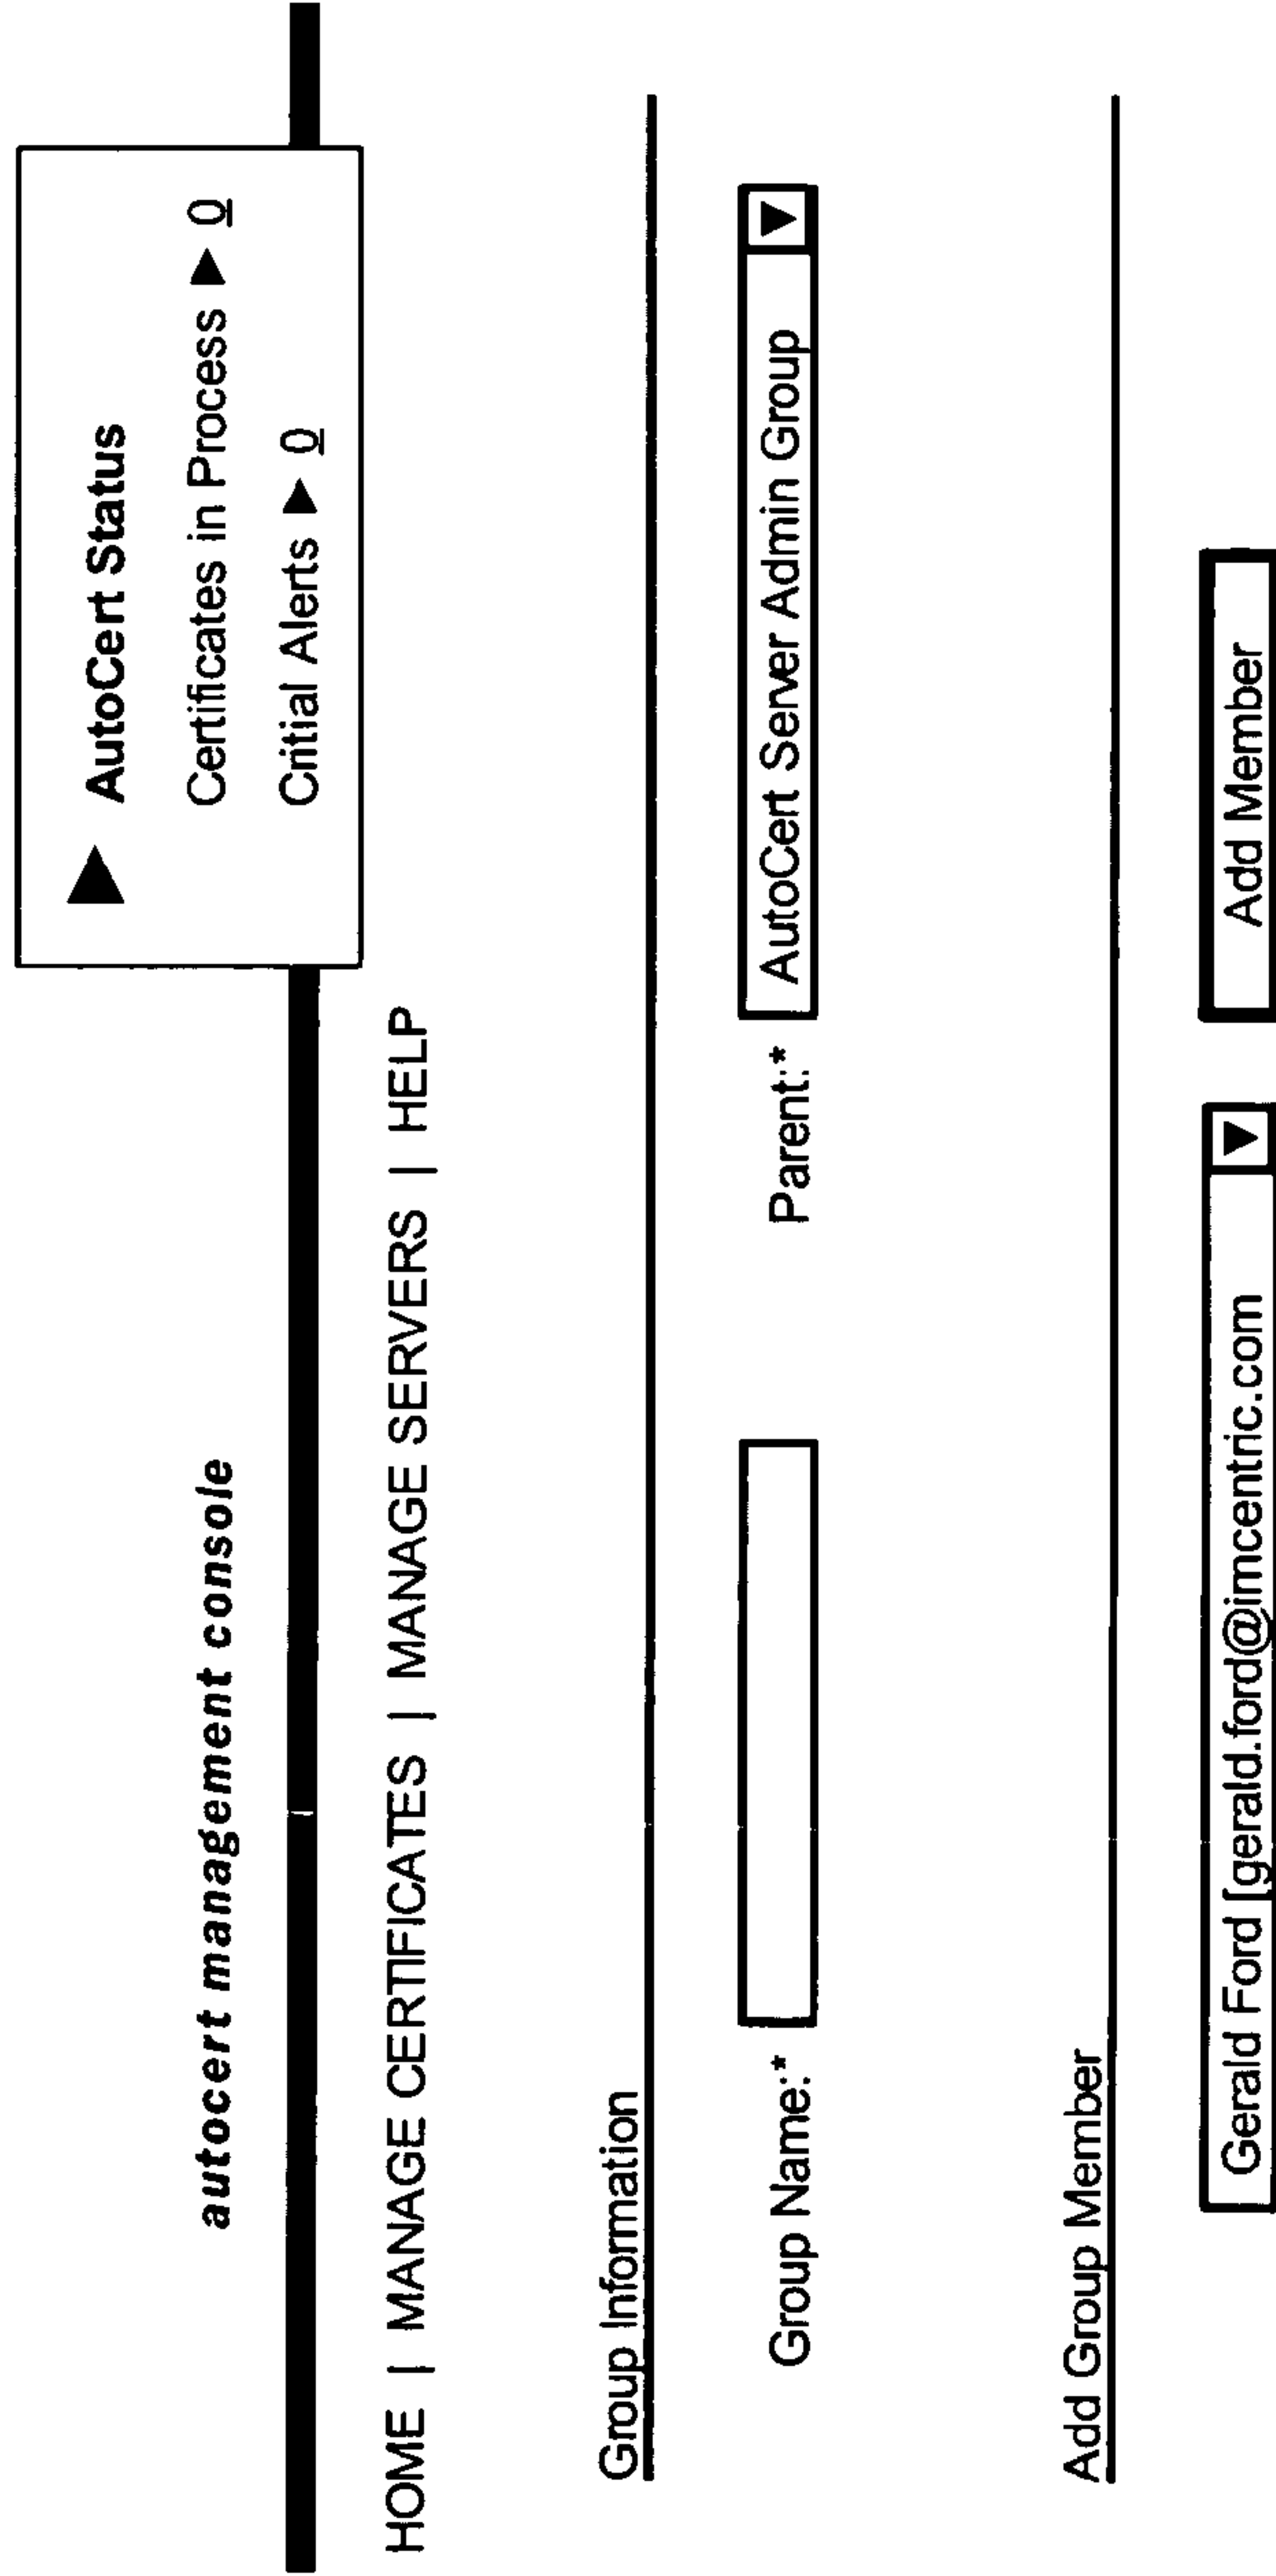 AutoCert Status
autocert management console
Certificates in Process ▶ 0
Critial Alerts ▶ 0
HOME | MANAGE CERTIFICATES | MANAGE SERVERS | HELP
Group Information
Group Name:* Parent:* AutoCert Server Admin Group
Add Group Member
Gerald Ford [gerald.ford@imcentric.com Add Member